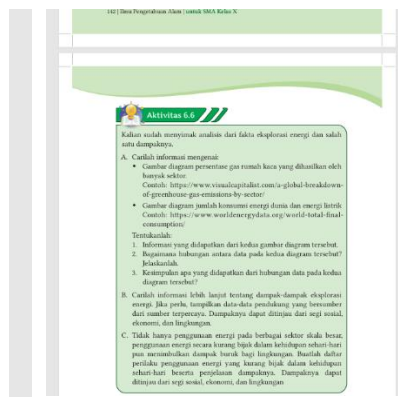 142 | Ilmu Pengetahuan Alam | untuk SMA Kelas X
Aktivitas 6.6
Kalian sudah menyimak analisis dari fakta eksplorasi energi dan salah
satu dampaknya.
A. Carilah informasi mengenai:
• Gambar diagram persentase gas rumah kaca yang dihasilkan oleh
banyak sektor
Contoh: https://www.visualcapitalist.com/a-global-breakdown-
of-greenhouse-gas-emissions-by-sector/
• Gambar diagram jumlah konsumsi energi dunia dan energi listrik
Contoh: https://www.worldenergydata.org/world-total-final-
consumption/
Tentukanlah:
1. Informasi yang didapatkan dari kedua gambar diagram tersebut.
2. Bagaimana hubungan antara data pada kedua diagram tersebut?
Jelaskanlah.
3. Kesimpulan apa yang didapatkan dari hubungan data pada kedua
diagram tersebut?
B. Carilah informasi lebih lanjut tentang dampak-dampak eksplorasi
energi. Jika perlu, tampilkan data-data pendukung yang bersumber
dari sumber terpercaya. Dampaknya dapat ditinjau dari segi sosial,
ekonomi, dan lingkungan.
C. Tidak hanya penggunaan energi pada berbagai sektor skala besar,
penggunaan energi secara kurang bijak dalam kehidupan sehari-hari
pun menimbulkan dampak buruk bagi lingkungan. Buatlah daftar
perilaku penggunaan energi yang kurang bijak dalam kehidupan
sehari-hari beserta penjelasan dampaknya. Dampaknya dapat
ditinjau dari segi sosial, ekonomi, dan lingkungan